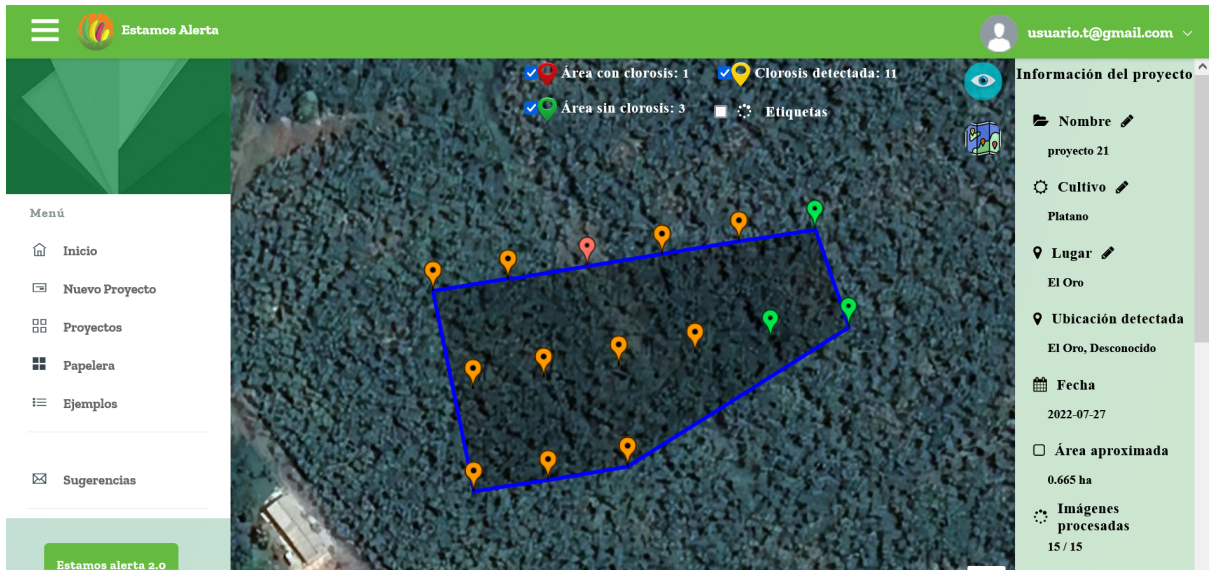 Estamos Alerta
usuario.t@gmail.com
Área con clorosis: 1
Clorosis detectada: 11
Área sin clorosis: 3
Etiquetas
Menú
Inicio
Nuevo Proyecto
Proyectos
Papelera
Ejemplos
Sugerencias
Estamos alerta 2.0
Información del proyecto
Nombre
proyecto 21
Cultivo
Platano
Lugar
El Oro
Ubicación detectada
El Oro, Desconocido
Fecha
2022-07-27
Área aproximada
0.665 ha
Imágenes
procesadas
15 / 15